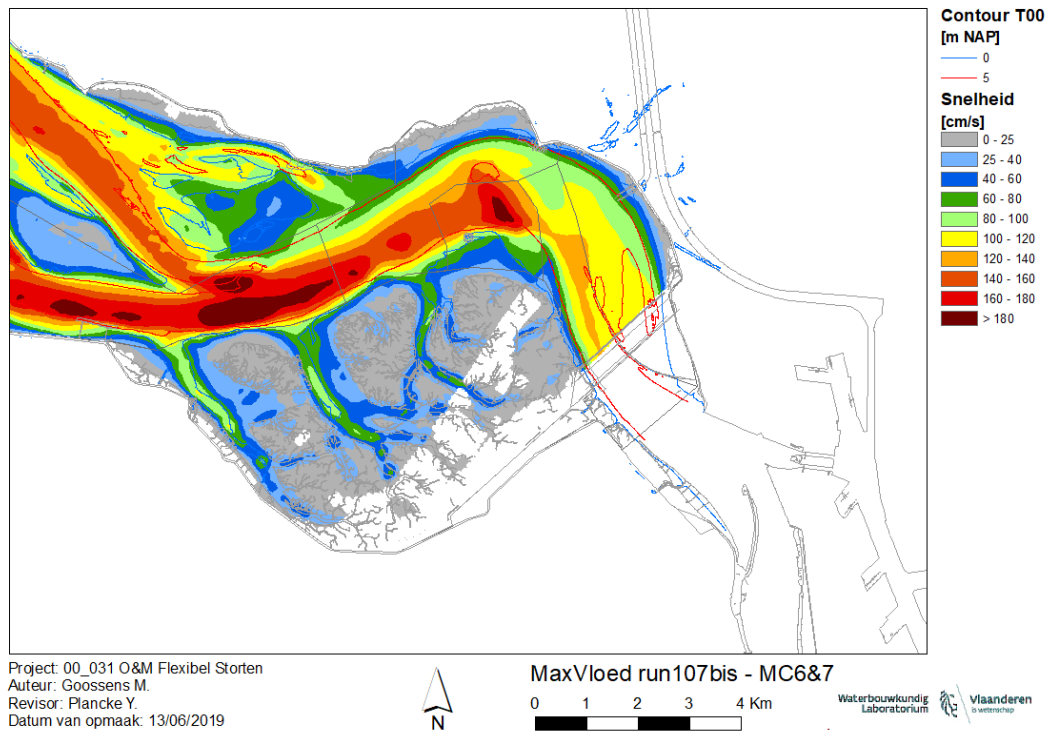 Contour T00
[m NAP]
0
5
Snelheid
[cm/s]
0 - 25
25 - 40
40 - 60
60 - 80
80 - 100
100 - 120
120 - 140
140 - 160
160 - 180
> 180
Project: 00_031 O&M Flexibel Storten
Auteur: Goossens M.
Revisor: Plancke Y.
Datum van opmaak: 13/06/2019
N
MaxVloed run107bis - MC6&7
0 1 2 3 4 Km
Waterbouwkundig
Laboratorium
Vlaanderen
is wetenschap